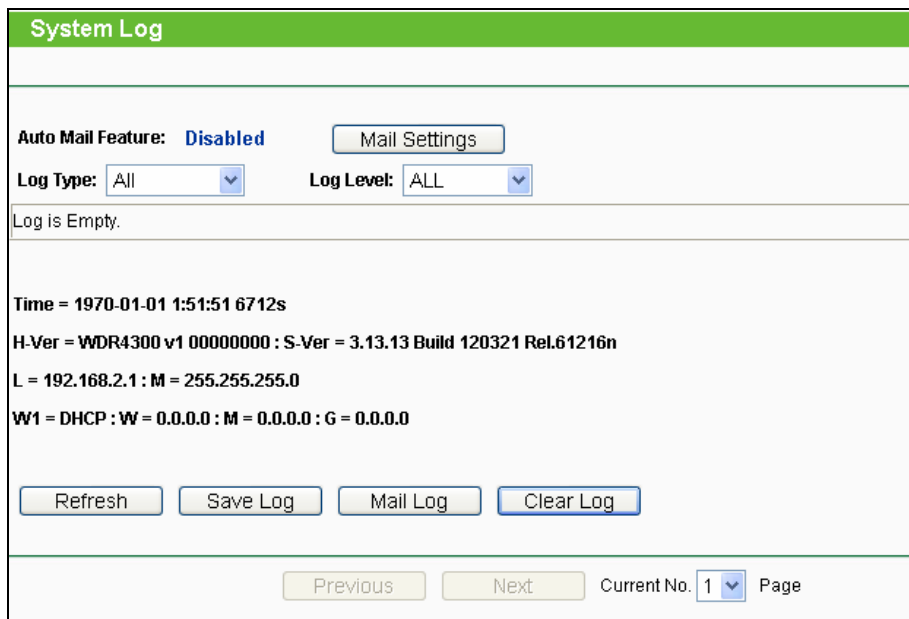 System Log
Auto Mail Feature: Disabled Mail Settings
Log Type: All Log Level: ALL
Log is Empty.
Time = 1970-01-01 1:51:51 6712s
H-Ver = WDR4300 v1 00000000 : S-Ver = 3.13.13 Build 120321 Rel.61216n
L = 192.168.2.1 : M = 255.255.255.0
W1 = DHCP : W = 0.0.0.0 : M = 0.0.0.0 : G = 0.0.0.0
Refresh Save Log Mail Log Clear Log
Previous Next Current No. 1 Page